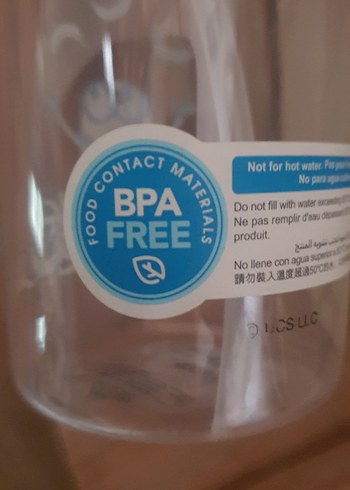 FOOD CONTACT MATERIALS
BPA
FREE
Not for hot water. Pas pour
No para agua
Do not fill with water exceeding
Ne pas remplir d'eau
produit.
No llene con agua superior a
請勿裝入溫度超過50°C的水
© UCS LLC